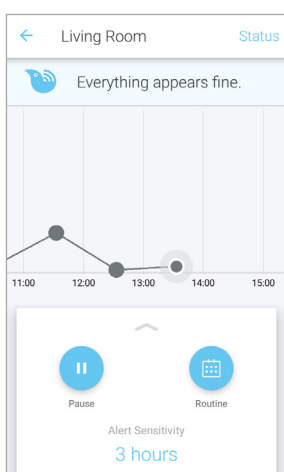 Living Room Status
Everything appears fine.
11:00 12:00 13:00 14:00 15:00
Pause Routine
Alert Sensitivity
3 hours